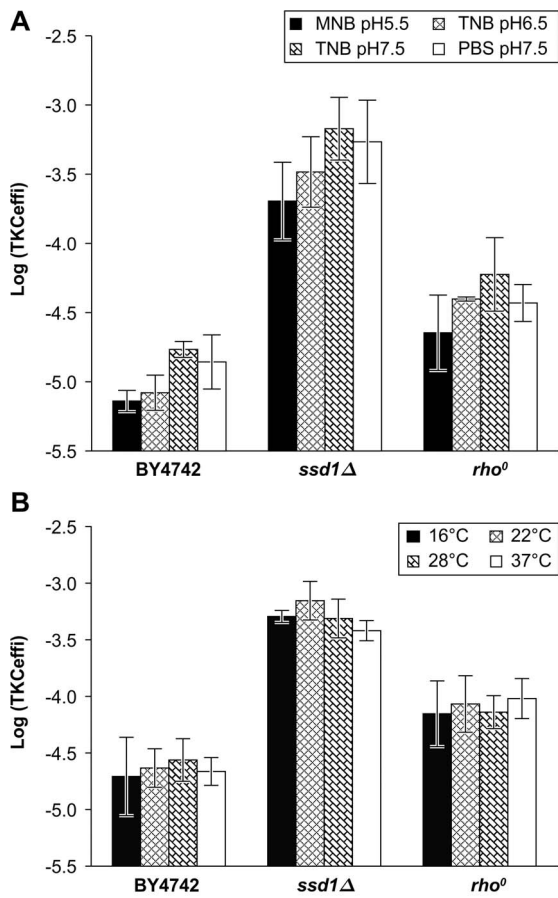 A
MNB pH5.5 TNB pH6.5
TNB pH7.5 PBS pH7.5
Log (TKCeffi)
-2.5
-3.0
-3.5
-4.0
-4.5
-5.0
-5.5
BY4742 ssd1Δ rho⁰
B
16°C 22°C
28°C 37°C
Log (TKCeffi)
-2.5
-3.0
-3.5
-4.0
-4.5
-5.0
-5.5
BY4742 ssd1Δ rho⁰